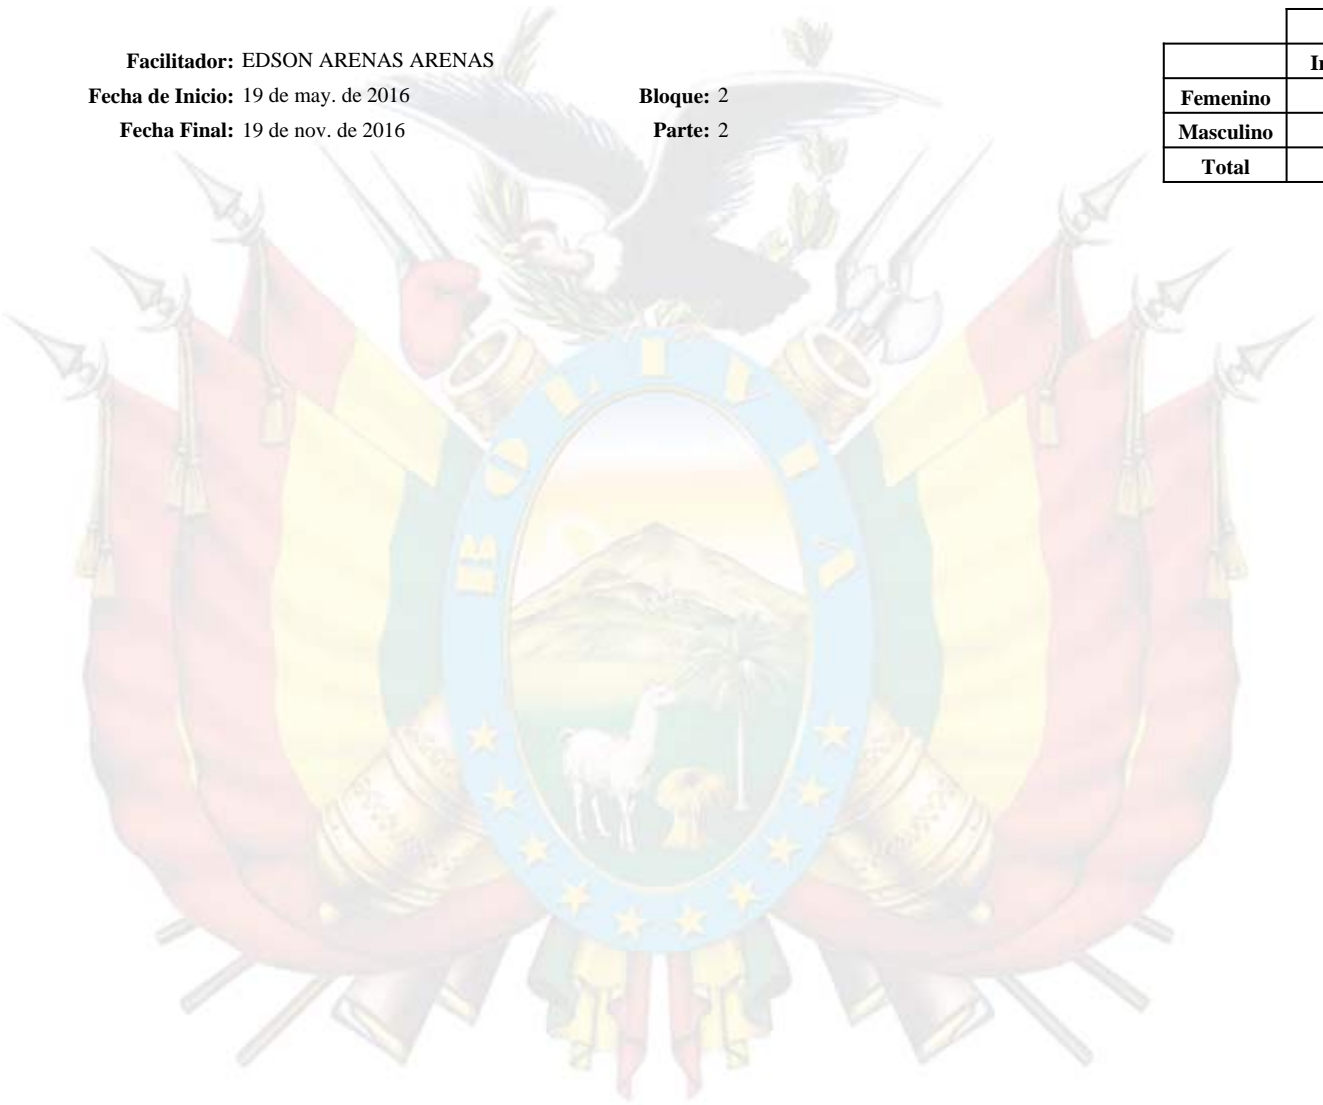 Facilitador: EDSON ARENAS ARENAS
Fecha de Inicio: 19 de may. de 2016 Bloque: 2
Fecha Final: 19 de nov. de 2016 Parte: 2
Femenino
Masculino
Total
BOLIVIA